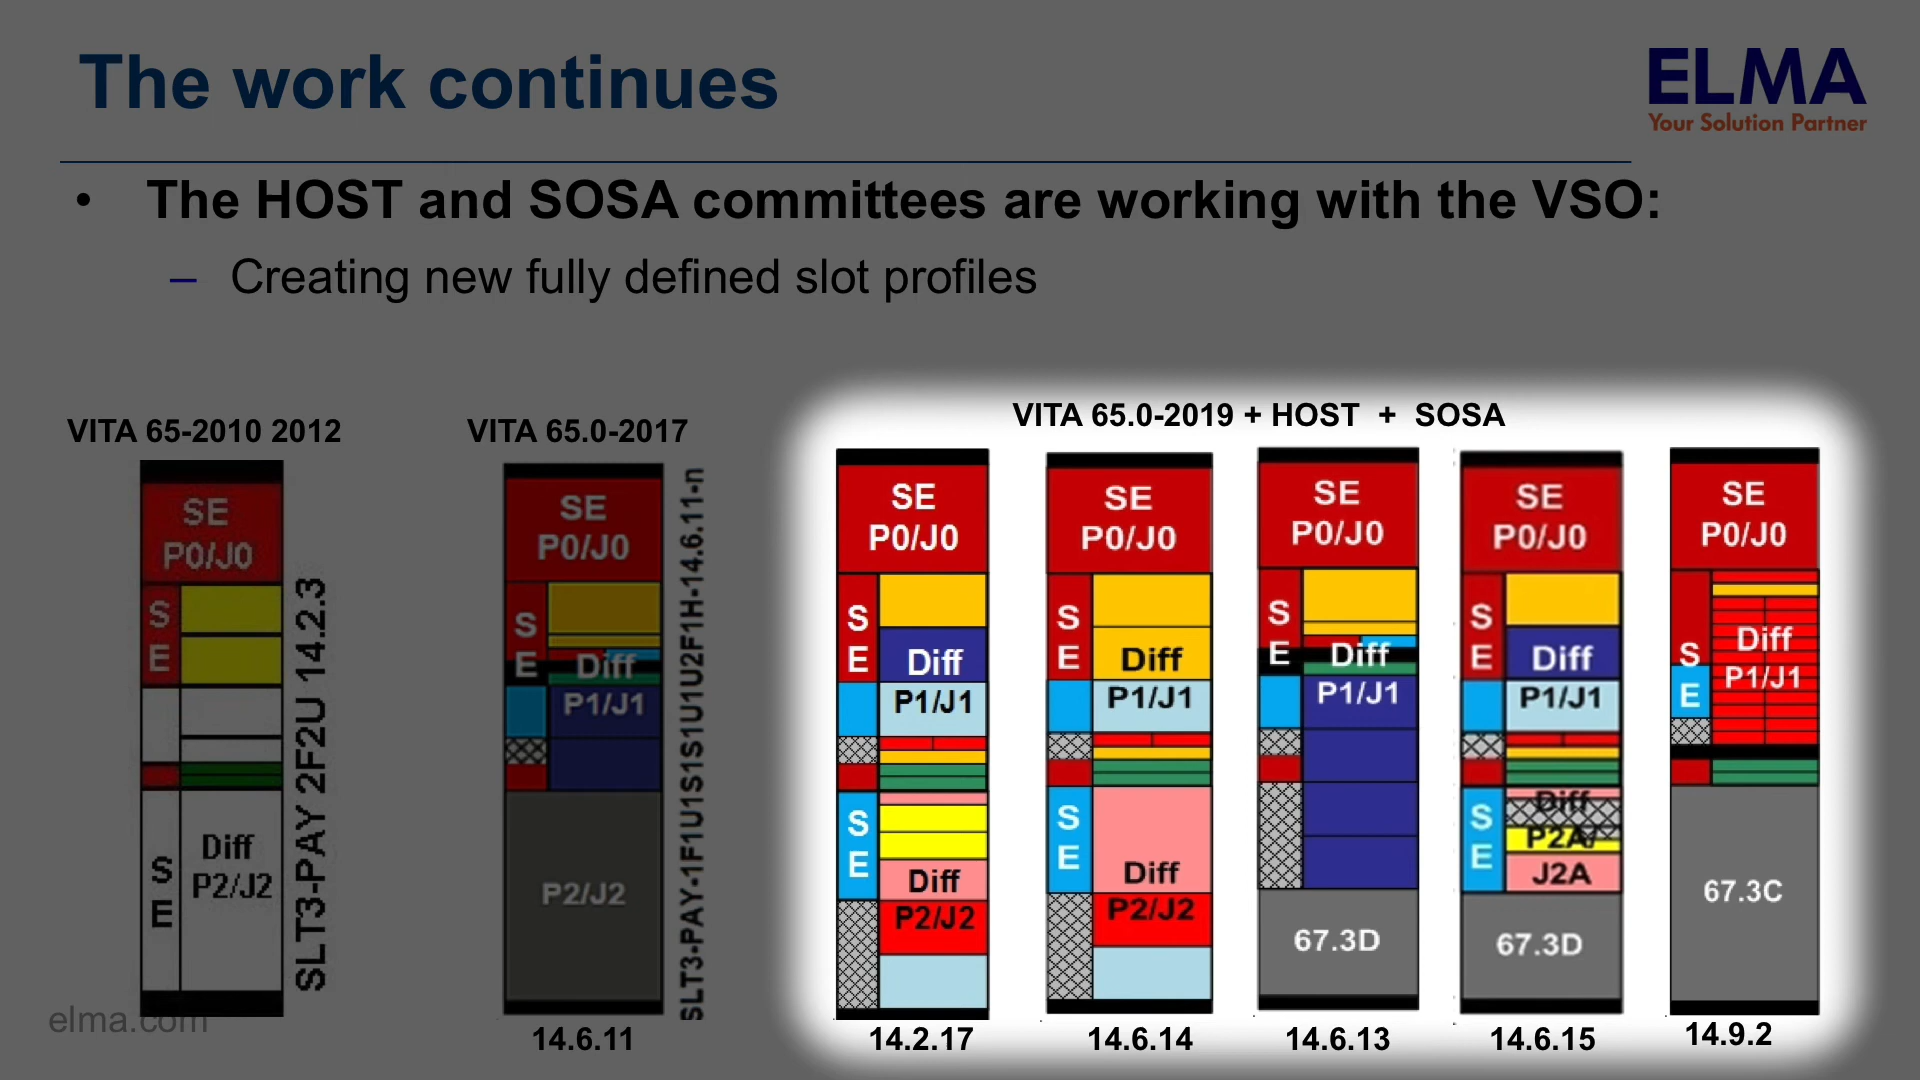 The work continues
ELMA
Your Solution Partner
• The HOST and SOSA committees are working with the VSO:
– Creating new fully defined slot profiles
VITA 65-2010 2012
SE
P0/J0
S
E
S
E
Diff
P2/J2
SLT3-PAY 2F2U 14.2.3
VITA 65.0-2017
SE
P0/J0
S
E
Diff
P1/J1
P2/J2
SLT3-PAY-1F1U1S1S1U1U2F1H-14.6.11-n
14.6.11
VITA 65.0-2019 + HOST + SOSA
SE
P0/J0
S
E
Diff
P1/J1
S
E
Diff
P2/J2
14.2.17
SE
P0/J0
S
E
Diff
P1/J1
S
E
Diff
P2/J2
14.6.14
SE
P0/J0
S
E
Diff
P1/J1
67.3D
14.6.13
SE
P0/J0
S
E
Diff
P1/J1
S
E
Diff
P2A/
J2A
67.3D
14.6.15
SE
P0/J0
S
E
Diff
P1/J1
67.3C
14.9.2
elma.com